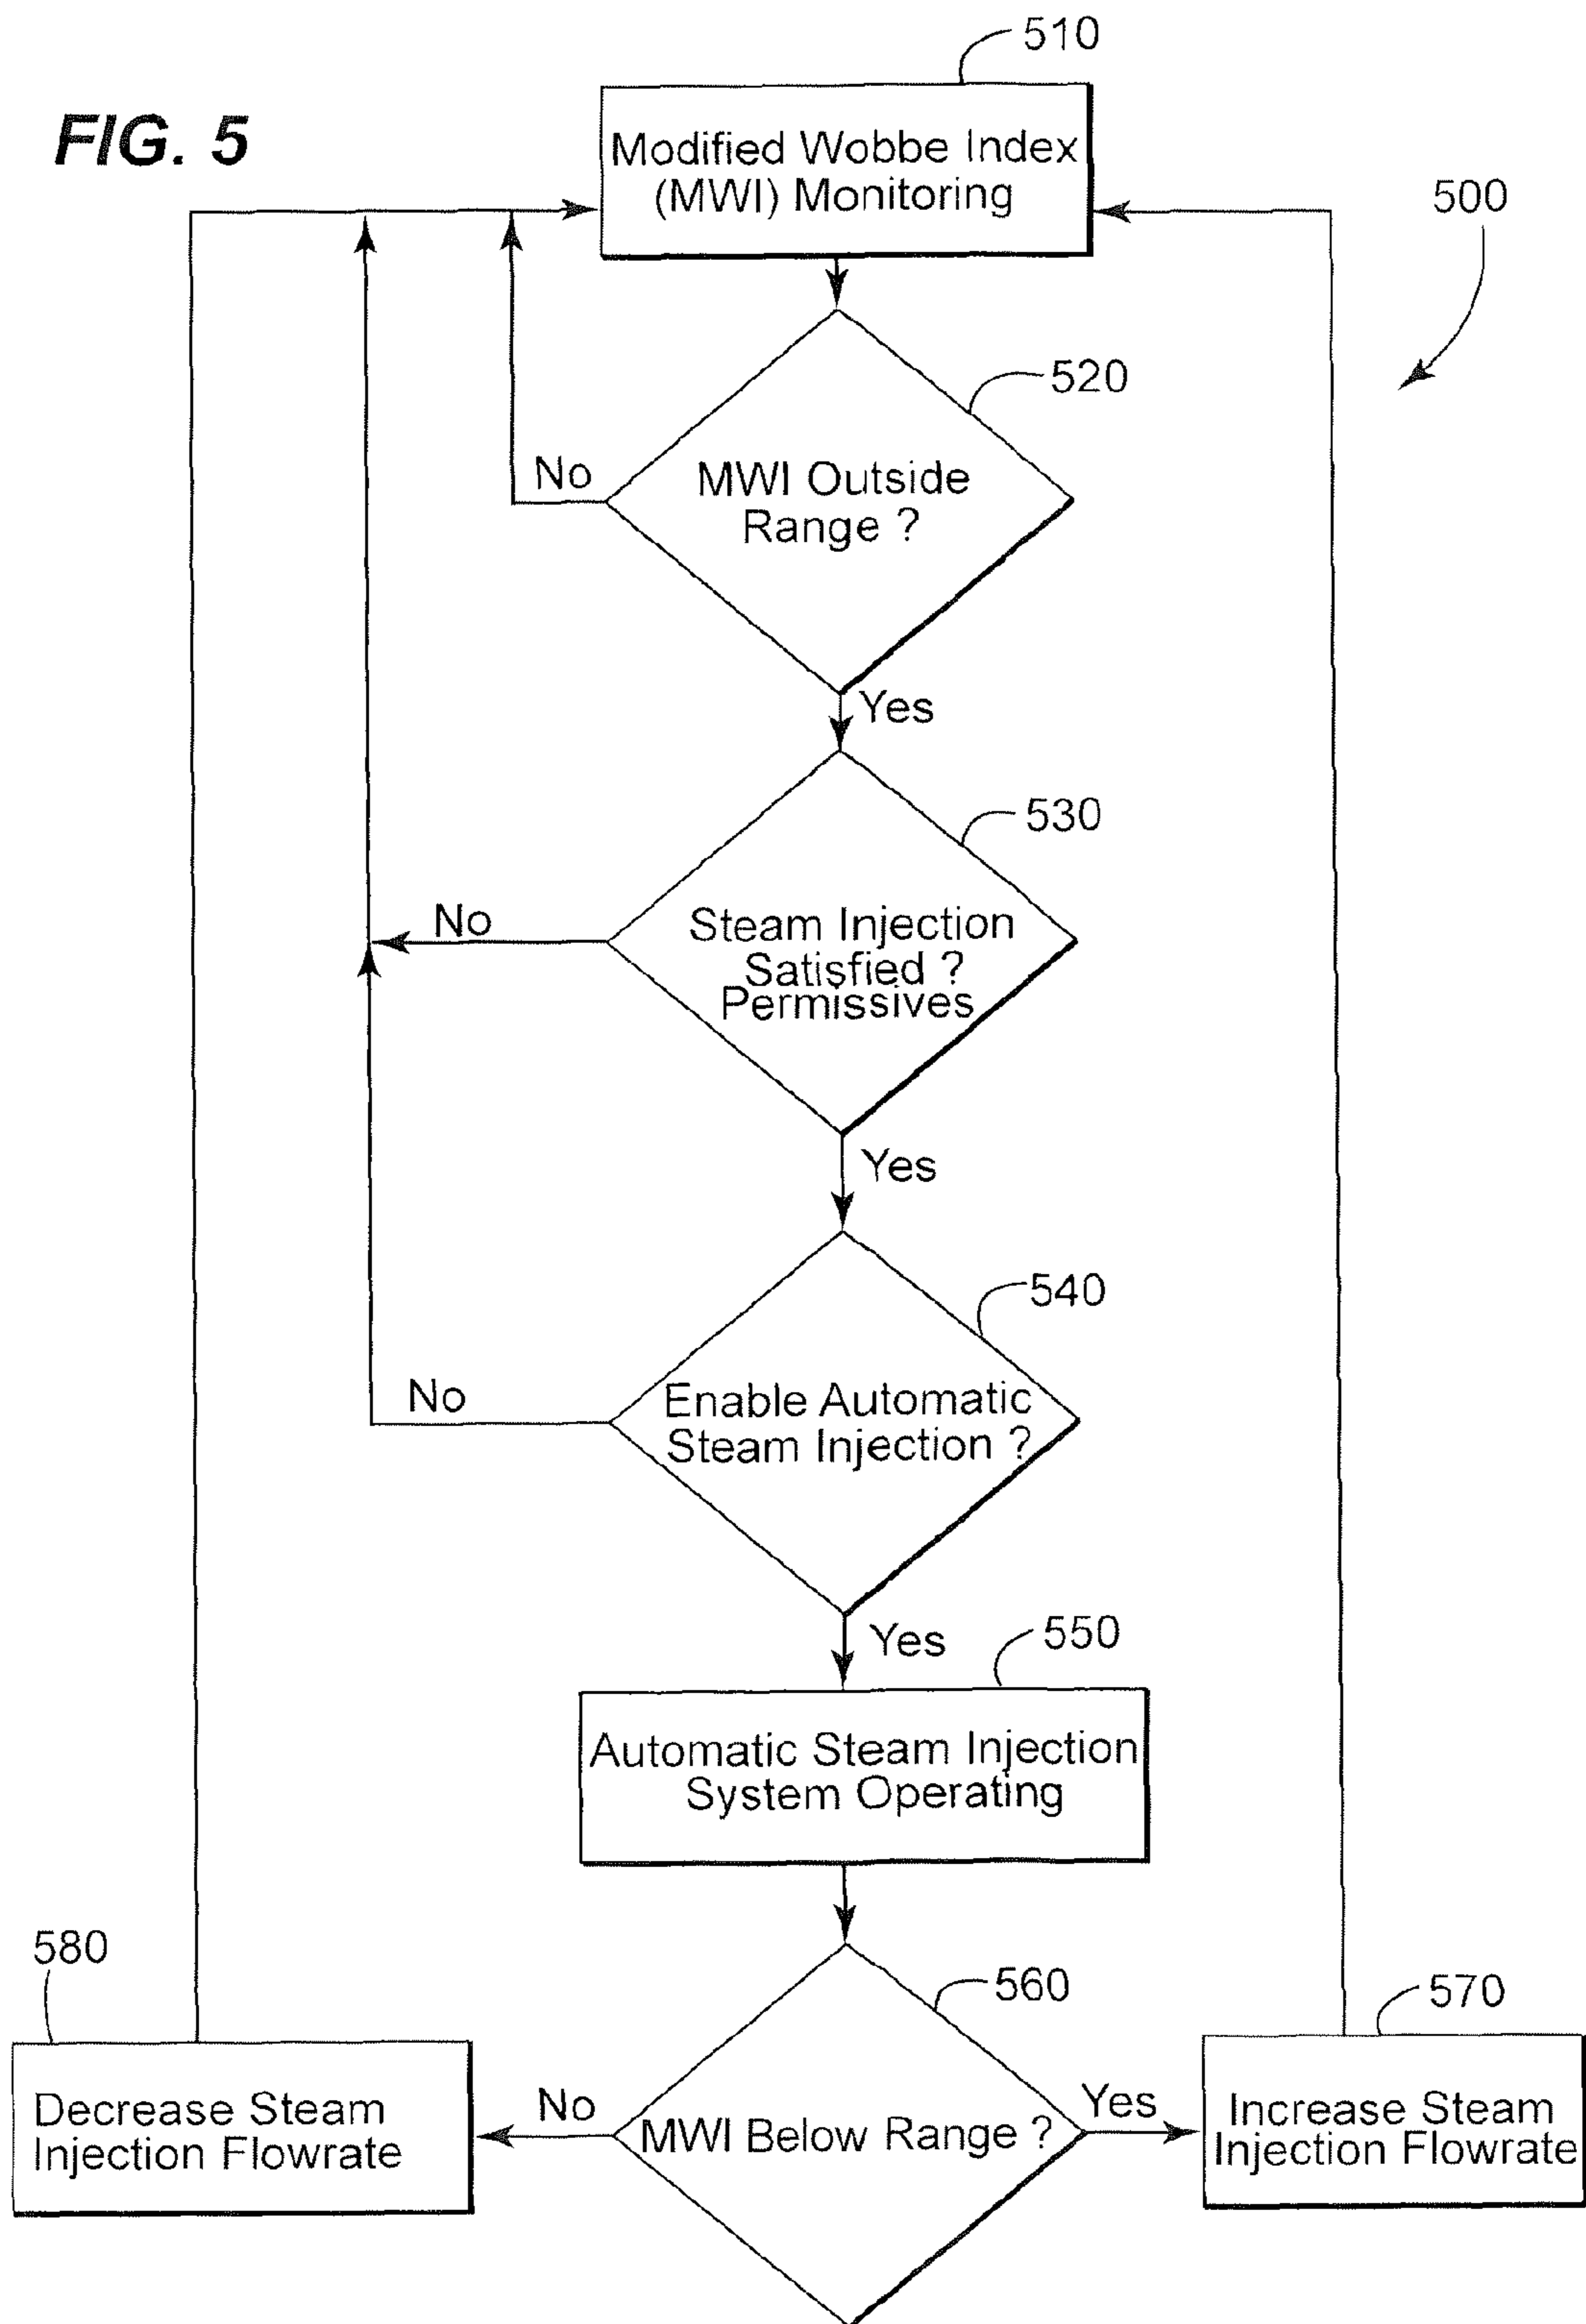 510
FIG. 5
Modified Wobbe Index
(MWI) Monitoring
500
520
No
MWI Outside
Range ?
Yes
530
No
Steam Injection
Satisfied ?
Permissives
Yes
540
No
Enable Automatic
Steam Injection ?
Yes
550
Automatic Steam Injection
System Operating
580
560
570
Decrease Steam
Injection Flowrate
No
MWI Below Range ?
Yes
Increase Steam
Injection Flowrate